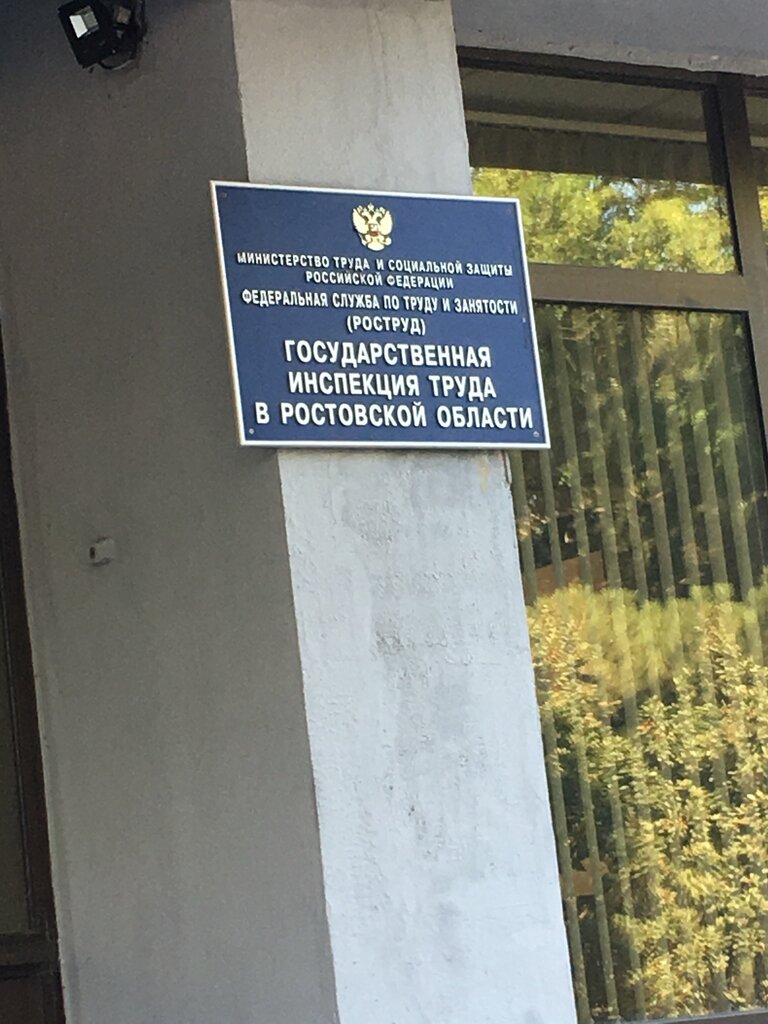 МИНИСТЕРСТВО ТРУДА И СОЦИАЛЬНОЙ ЗАЩИТЫ
РОССИЙСКОЙ ФЕДЕРАЦИИ
ФЕДЕРАЛЬНАЯ СЛУЖБА ПО ТРУДУ И ЗАНЯТОСТИ
(РОСТРУД)
ГОСУДАРСТВЕННАЯ
ИНСПЕКЦИЯ ТРУДА
В РОСТОВСКОЙ ОБЛАСТИ